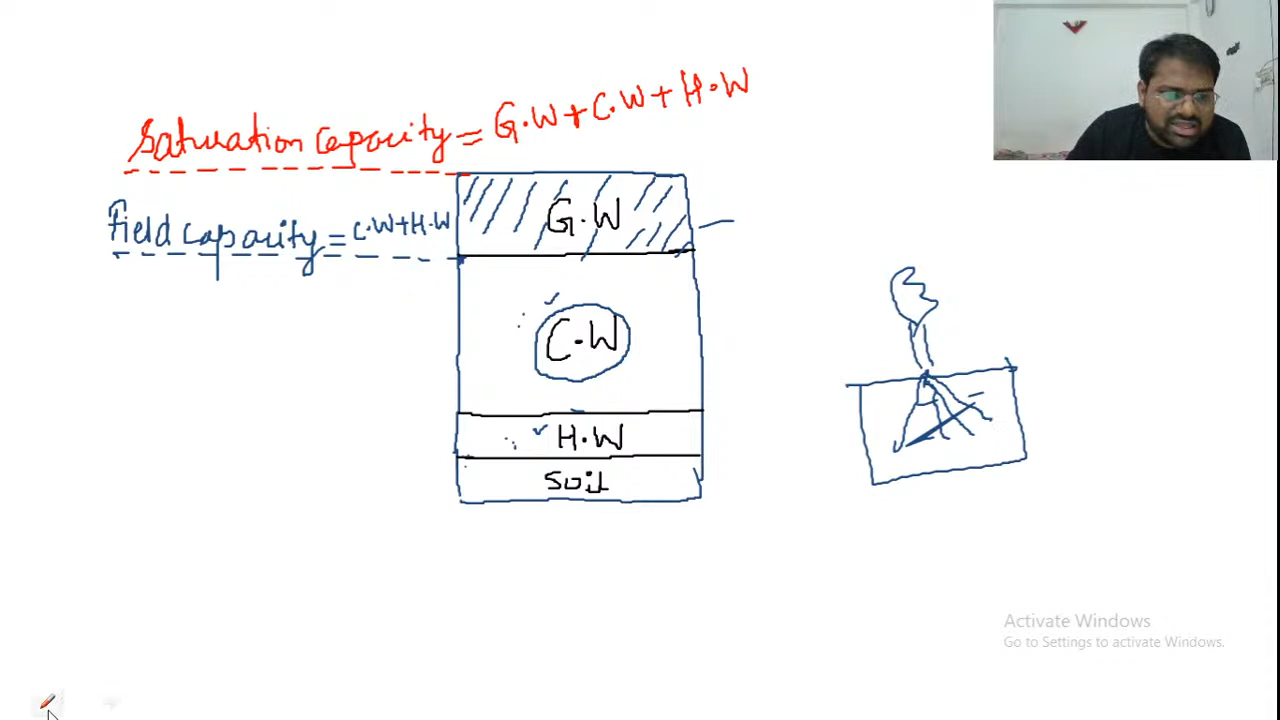 Saturation capacity = G.W + C.W + H.W
Field capacity = C.W + H.W
G.W
C.W
H.W
Soil
Activate Windows
Go to Settings to activate Windows.